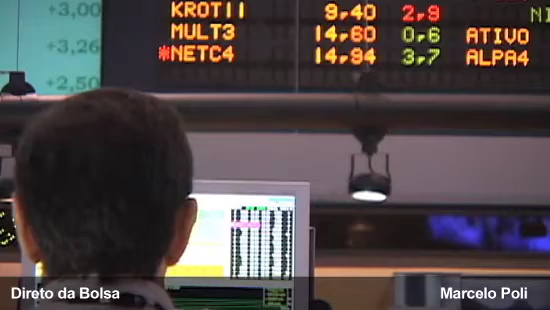 +3,00
+3,26
+2,50
KROT11 9,40 2,9 NI
MULT3 14,60 0,6 ATIVO
*NETC4 14,94 3,7 ALPA4
Direto da Bolsa
Marcelo Poli